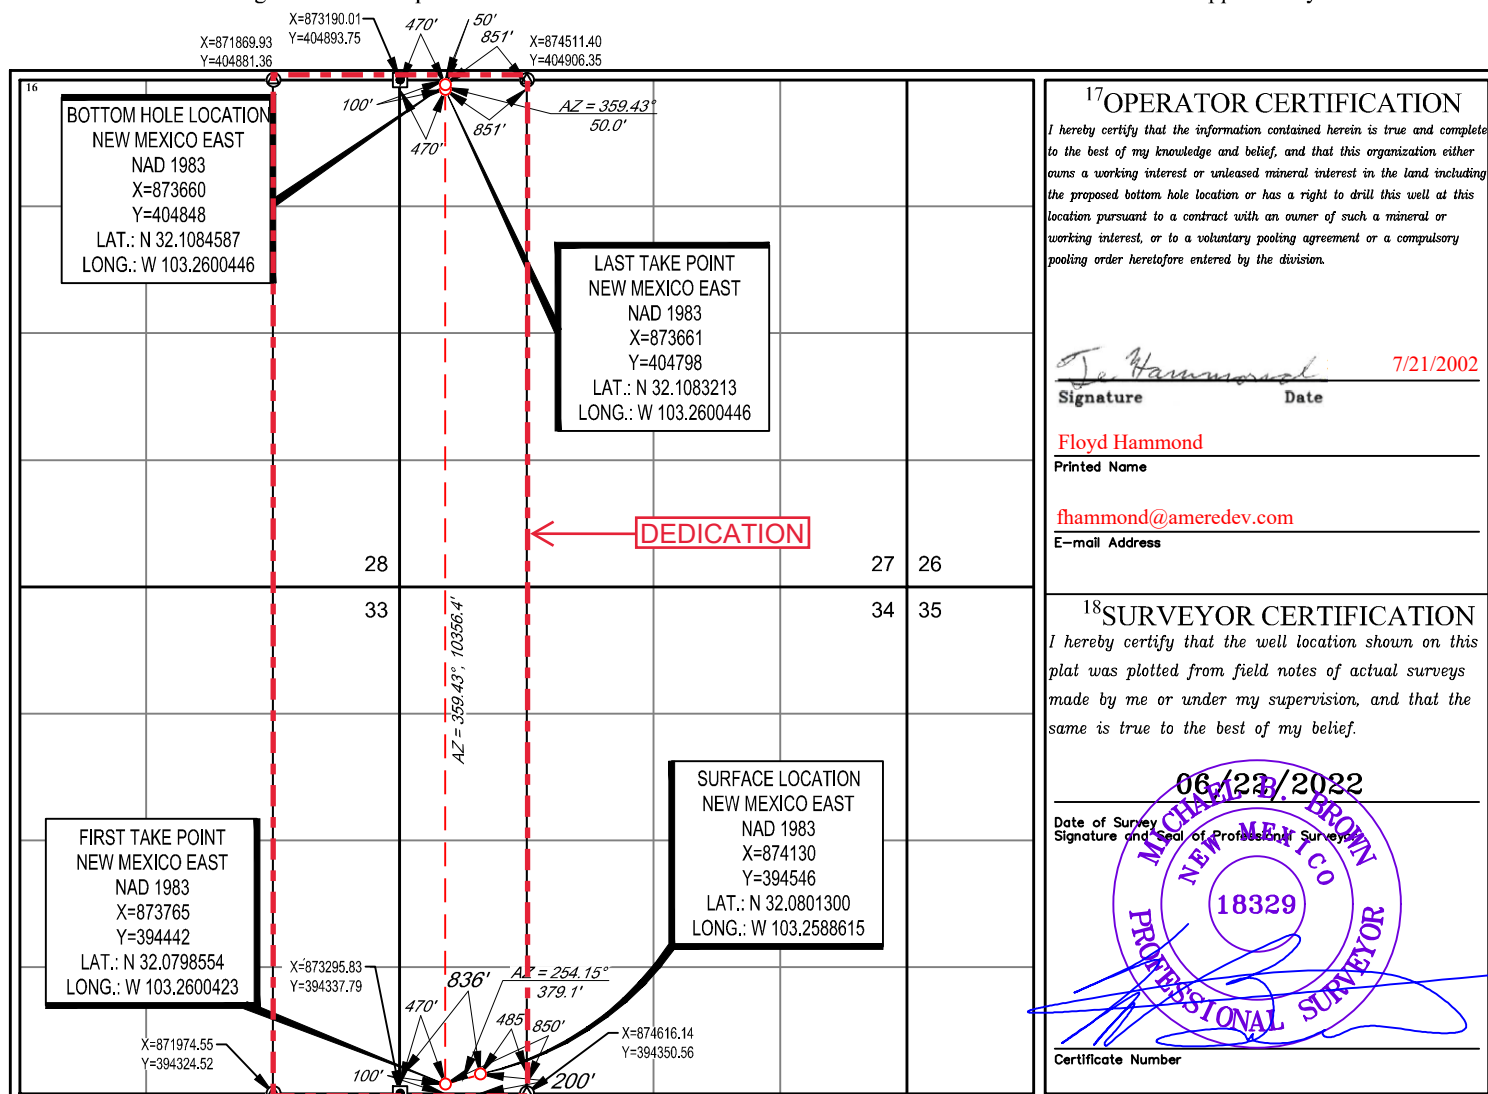 X=873190.01
Y=404893.75
470'
50'
851'
X=871869.93
Y=404881.36
X=874511.40
Y=404906.35
16
100'
470'
851'
AZ = 359.43°
50.0'
BOTTOM HOLE LOCATION
NEW MEXICO EAST
NAD 1983
X=873660
Y=404848
LAT.: N 32.1084587
LONG.: W 103.2600446
LAST TAKE POINT
NEW MEXICO EAST
NAD 1983
X=873661
Y=404798
LAT.: N 32.1083213
LONG.: W 103.2600446
DEDICATION
28
27
26
33
34
35
AZ = 359.43°, 10356.4'
SURFACE LOCATION
NEW MEXICO EAST
NAD 1983
X=874130
Y=394546
LAT.: N 32.0801300
LONG.: W 103.2588615
FIRST TAKE POINT
NEW MEXICO EAST
NAD 1983
X=873765
Y=394442
LAT.: N 32.0798554
LONG.: W 103.2600423
X=873295.83
Y=394337.79
836'
AZ = 254.15°
379.1'
470'
485'
850'
X=874616.14
Y=394350.56
X=871974.55
Y=394324.52
100'
200'
17 OPERATOR CERTIFICATION
I hereby certify that the information contained herein is true and complete
to the best of my knowledge and belief, and that this organization either
owns a working interest or unleased mineral interest in the land including
the proposed bottom hole location or has a right to drill this well at this
location pursuant to a contract with an owner of such a mineral or
working interest, or to a voluntary pooling agreement or a compulsory
pooling order heretofore entered by the division.
7/21/2002
Signature Date
Floyd Hammond
Printed Name
fhammond@ameredev.com
E-mail Address
18 SURVEYOR CERTIFICATION
I hereby certify that the well location shown on this
plat was plotted from field notes of actual surveys
made by me or under my supervision, and that the
same is true to the best of my belief.
06/22/2022
Date of Survey
Signature and Seal of Professional Surveyor
MICHAEL B. BROWN
NEW MEXICO
18329
PROFESSIONAL SURVEYOR
Certificate Number